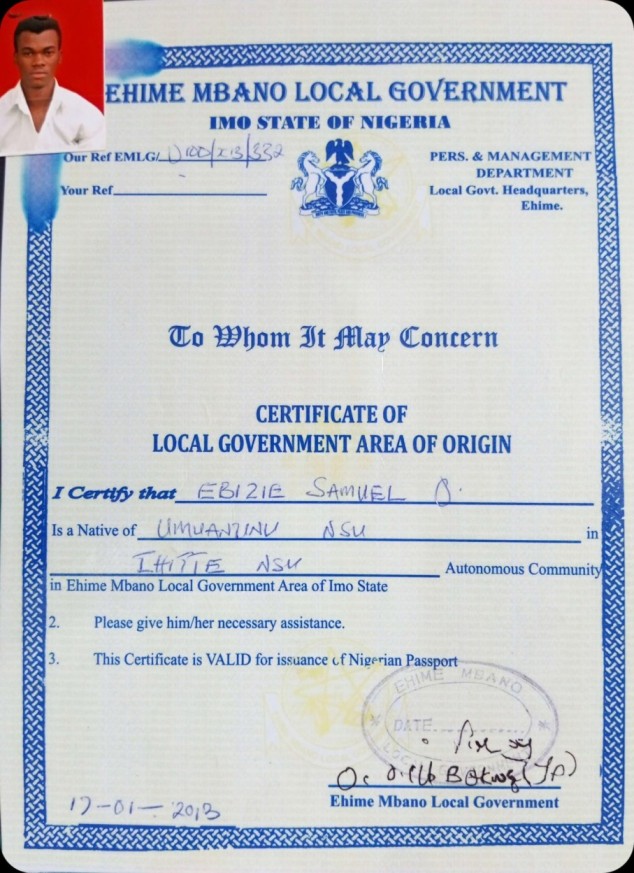 EHIME MBANO LOCAL GOVERNMENT
IMO STATE OF NIGERIA
Our Ref EMLG/
Your Ref
PERS. & MANAGEMENT
DEPARTMENT
Local Govt. Headquarters,
Ehime.
To Whom It May Concern
CERTIFICATE OF
LOCAL GOVERNMENT AREA OF ORIGIN
I Certify that EBIZIE SAMUEL
Is a Native of UMUANUNU NSU in
IHITTE NSU Autonomous Community
in Ehime Mbano Local Government Area of Imo State
2. Please give him/her necessary assistance.
3. This Certificate is VALID for issuance of Nigerian Passport
EHIME MBANO
DATE
Ehime Mbano Local Government
17-01-2013